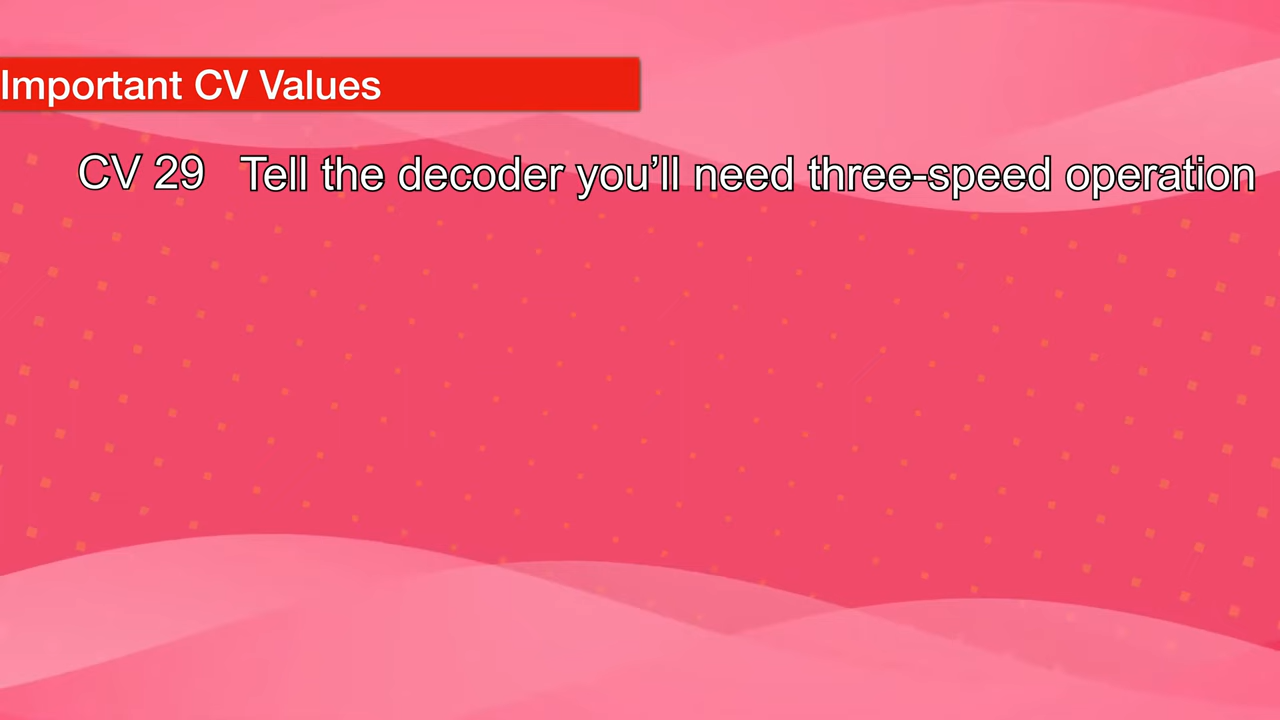 Important CV Values
CV 29 Tell the decoder you’ll need three-speed operation